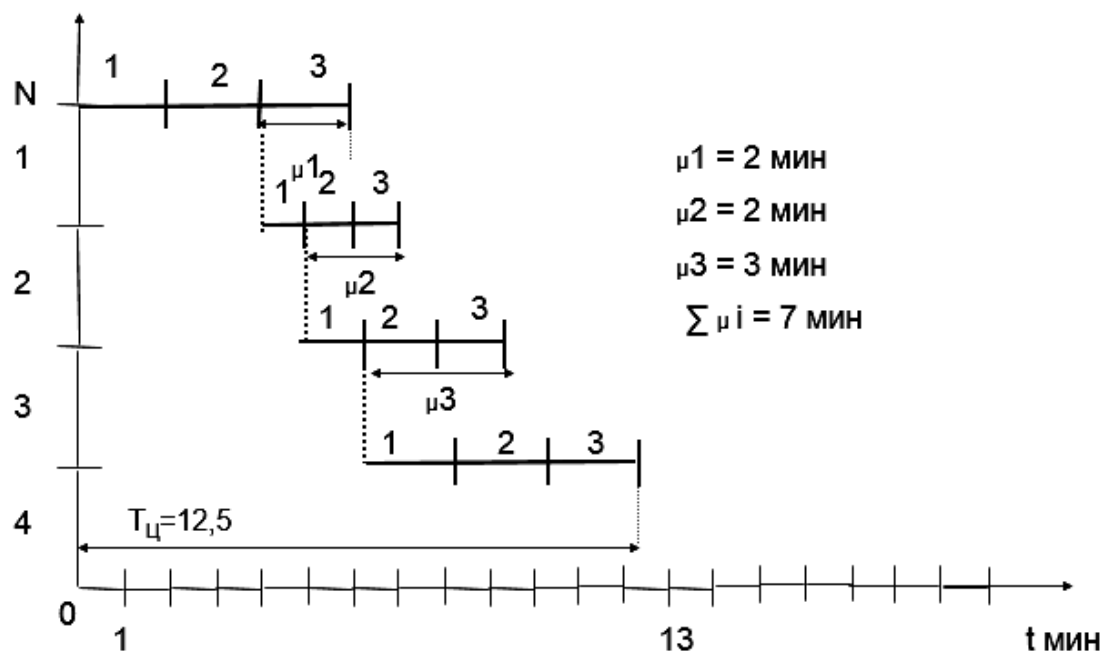 1 2 3
N
1
μ1 = 2 мин
μ1
1 2 3
μ2 = 2 мин
μ3 = 3 мин
2
μ2
1 2 3
∑ μ i = 7 мин
3
μ3
1 2 3
4
TЦ=12,5
0
1 13 t мин